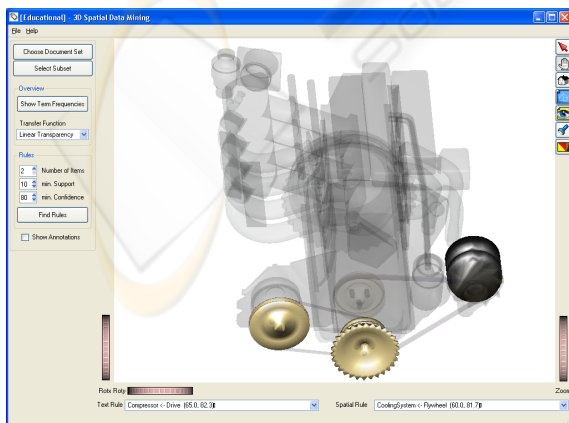 [Educational] - 3D Spatial Data Mining
File Help
Choose Document Set
Select Subset
Overview
Show Term Frequencies
Transfer Function
Linear Transparency
Rules
2 Number of Items
10 min. Support
80 min. Confidence
Find Rules
Show Annotations
Rotx Roty
Zoom
Text Rule Compressor <- Drive (65.0, 82.3)
Spatial Rule CoolingSystem <- Flywheel (60.0, 81.7)